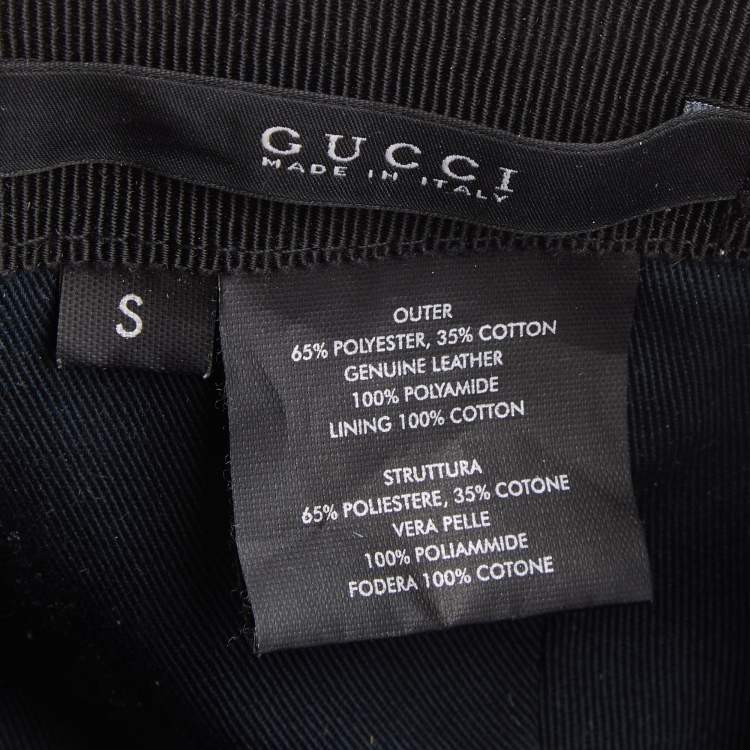 GUCCI
MADE IN ITALY
S
OUTER
65% POLYESTER, 35% COTTON
GENUINE LEATHER
100% POLYAMIDE
LINING 100% COTTON
STRUTTURA
65% POLIESTERE, 35% COTONE
VERA PELLE
100% POLIAMMIDE
FODERA 100% COTONE